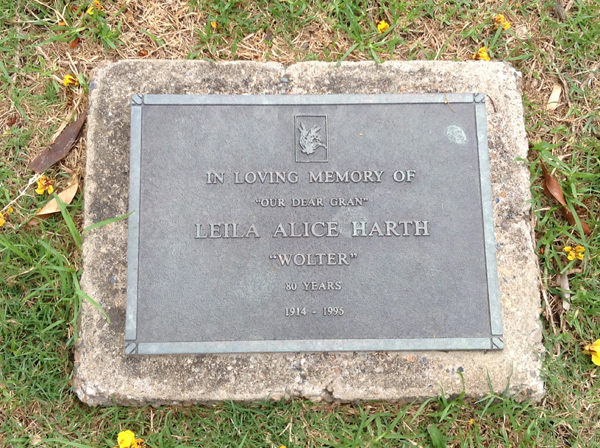 IN LOVING MEMORY OF
"OUR DEAR GRAN"
LEILA ALICE HARTH
"WOLTER"
80 YEARS
1914 - 1995